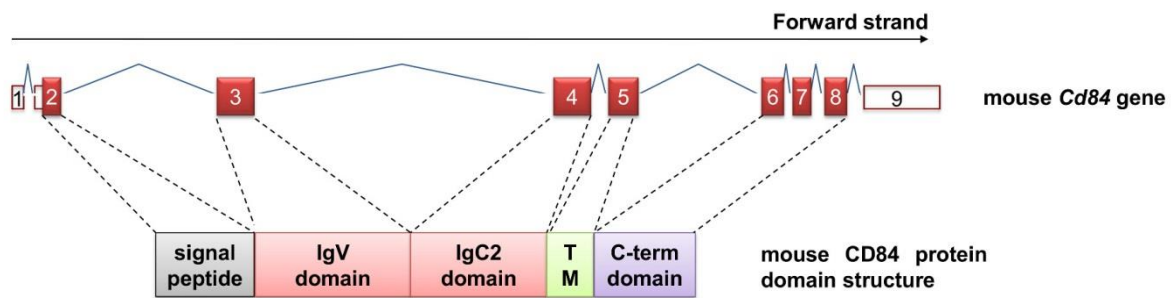 Forward strand
1 2 3 4 5 6 7 8 9 mouse Cd84 gene
signal peptide
IgV domain
IgC2 domain
T M
C-term domain
mouse CD84 protein
domain structure